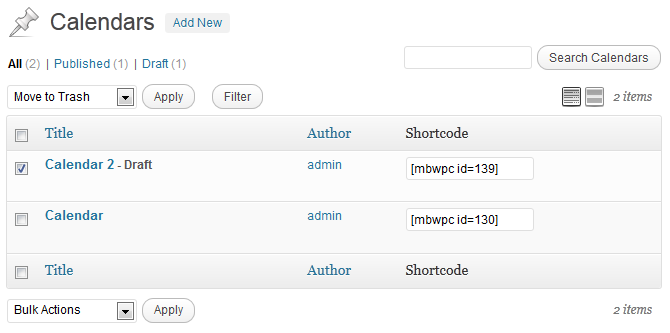 Calendars Add New
All (2) | Published (1) | Draft (1)
Search Calendars
Move to Trash Apply Filter 2 items
Title Author Shortcode
Calendar 2 - Draft admin [mbwpc id=139]
Calendar admin [mbwpc id=130]
Title Author Shortcode
Bulk Actions Apply 2 items